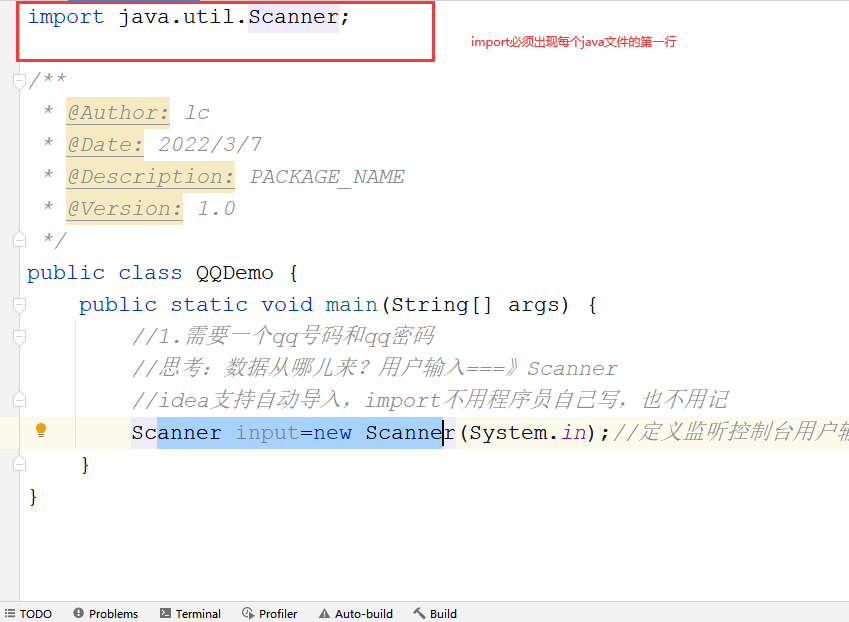 import java.util.Scanner;
import必须出现每个java文件的第一行
/**
* @Author: lc
* @Date: 2022/3/7
* @Description: PACKAGE_NAME
* @Version: 1.0
*/
public class QQDemo {
public static void main(String[] args) {
//1.需要一个qq号码和qq密码
//思考：数据从哪儿来？用户输入===》Scanner
//idea支持自动导入，import不用程序员自己写，也不用记
Scanner input=new Scanner(System.in);//定义监听控制台用户
}
}
TODO Problems Terminal Profiler Auto-build Build